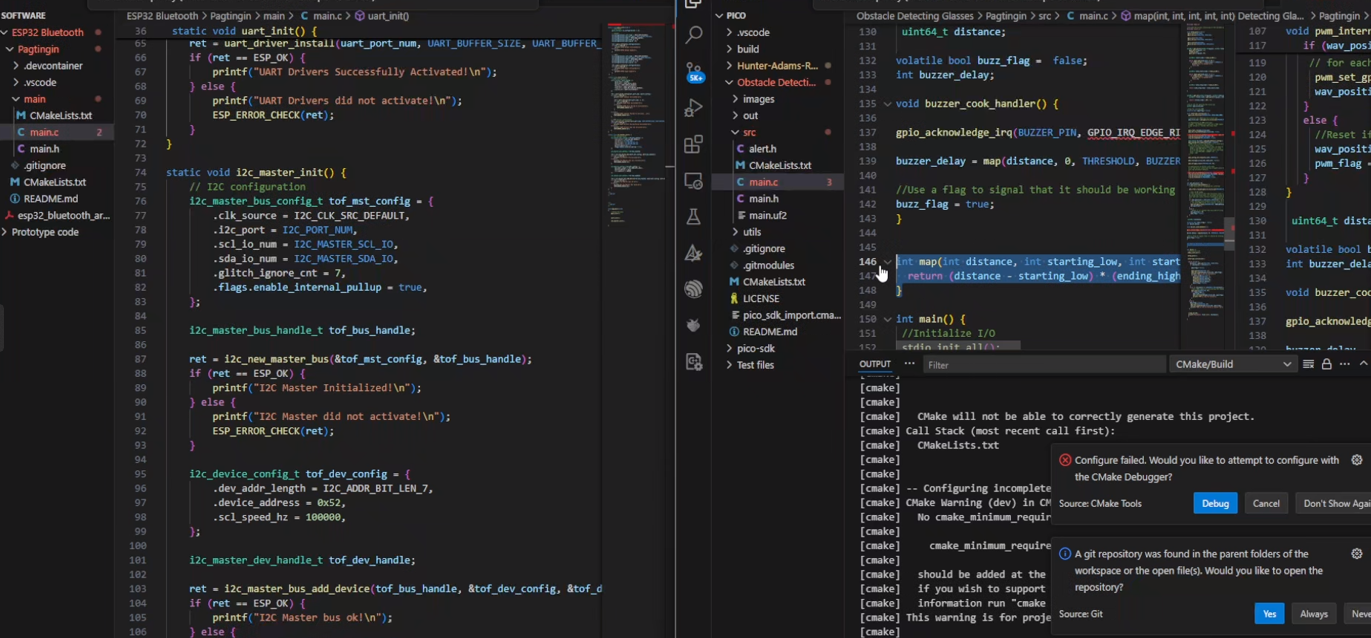 SOFTWARE
ESP32 Bluetooth
Pagtingin
.devcontainer
.vscode
main
CMakeLists.txt
main.c 2
main.h
.gitignore
CMakeLists.txt
README.md
esp32_bluetooth_ar...
Prototype code
ESP32 Bluetooth > Pagtingin > main > main.c > uart_init()
36 static void uart_init() {
65 ret = uart_driver_install(uart_port_num, UART_BUFFER_SIZE, UART_BUFFER_
66 if (ret == ESP_OK) {
67 printf("UART Drivers Successfully Activated!\n");
68 } else {
69 printf("UART Drivers did not activate!\n");
70 ESP_ERROR_CHECK(ret);
71 }
72 }
73
74 static void i2c_master_init() {
75 // I2C configuration
76 i2c_master_bus_config_t tof_mst_config = {
77 .clk_source = I2C_CLK_SRC_DEFAULT,
78 .i2c_port = I2C_PORT_NUM,
79 .scl_io_num = I2C_MASTER_SCL_IO,
80 .sda_io_num = I2C_MASTER_SDA_IO,
81 .glitch_ignore_cnt = 7,
82 .flags.enable_internal_pullup = true,
83 };
84
85 i2c_master_bus_handle_t tof_bus_handle;
86
87 ret = i2c_new_master_bus(&tof_mst_config, &tof_bus_handle);
88 if (ret == ESP_OK) {
89 printf("I2C Master Initialized!\n");
90 } else {
91 printf("I2C Master did not activate!\n");
92 ESP_ERROR_CHECK(ret);
93 }
94
95 i2c_device_config_t tof_dev_config = {
96 .dev_addr_length = I2C_ADDR_BIT_LEN_7,
97 .device_address = 0x52,
98 .scl_speed_hz = 100000,
99 };
100
101 i2c_master_dev_handle_t tof_dev_handle;
102
103 ret = i2c_master_bus_add_device(tof_bus_handle, &tof_dev_config, &tof_d
104 if (ret == ESP_OK) {
105 printf("I2C Master bus ok!\n");
106 } else {
5K+
PICO
.vscode
build
Hunter-Adams-R...
Obstacle Detecti...
images
out
src
alert.h
CMakeLists.txt
main.c 3
main.h
main.uf2
utils
.gitignore
.gitmodules
CMakeLists.txt
LICENSE
pico_sdk_import.cma...
README.md
pico-sdk
Test files
Obstacle Detecting Glasses > Pagtingin > src > main.c > map(int, int, int, int, int)
130 uint64_t distance;
131
132 volatile bool buzz_flag = false;
133 int buzzer_delay;
134
135 void buzzer_cook_handler() {
136
137 gpio_acknowledge_irq(BUZZER_PIN, GPIO_IRQ_EDGE_RI
138
139 buzzer_delay = map(distance, 0, THRESHOLD, BUZZER
140
141 //Use a flag to signal that it should be working
142 buzz_flag = true;
143 }
144
145
146 int map(int distance, int starting_low, int start
147 return (distance - starting_low) * (ending_high
148 }
149
150 int main() {
151 //Initialize I/O
152 stdio_init_all();
Detecting Gla... > Pagtingin >
107 void pwm_inter
117 if (wav_posit
119 // for each
120 pwm_set_g
121 wav_positi
122 }
123 else {
124 //Reset if
125 wav_posit
126 pwm_flag =
127 }
128 }
129
130 uint64_t dista
131
132 volatile bool b
133 int buzzer_dela
134
135 void buzzer_co
136
137 gpio_acknowledg
138
OUTPUT
Filter
CMake/Build
[cmake]
[cmake]
[cmake]
[cmake] CMake will not be able to correctly generate this project.
[cmake] Call Stack (most recent call first):
[cmake] CMakeLists.txt
[cmake]
[cmake]
[cmake] -- Configuring incomplete
[cmake] CMake Warning (dev) in CM
[cmake] No cmake_minimum_requir
[cmake]
[cmake] cmake_minimum_require
[cmake]
[cmake] should be added at the
[cmake] if you wish to support
[cmake] information run "cmake
[cmake] This warning is for proje
Configure failed. Would you like to attempt to configure with
the CMake Debugger?
Source: CMake Tools
Debug
Cancel
Don't Show Agai
A git repository was found in the parent folders of the
workspace or the open file(s). Would you like to open the
repository?
Source: Git
Yes
Always
Neve